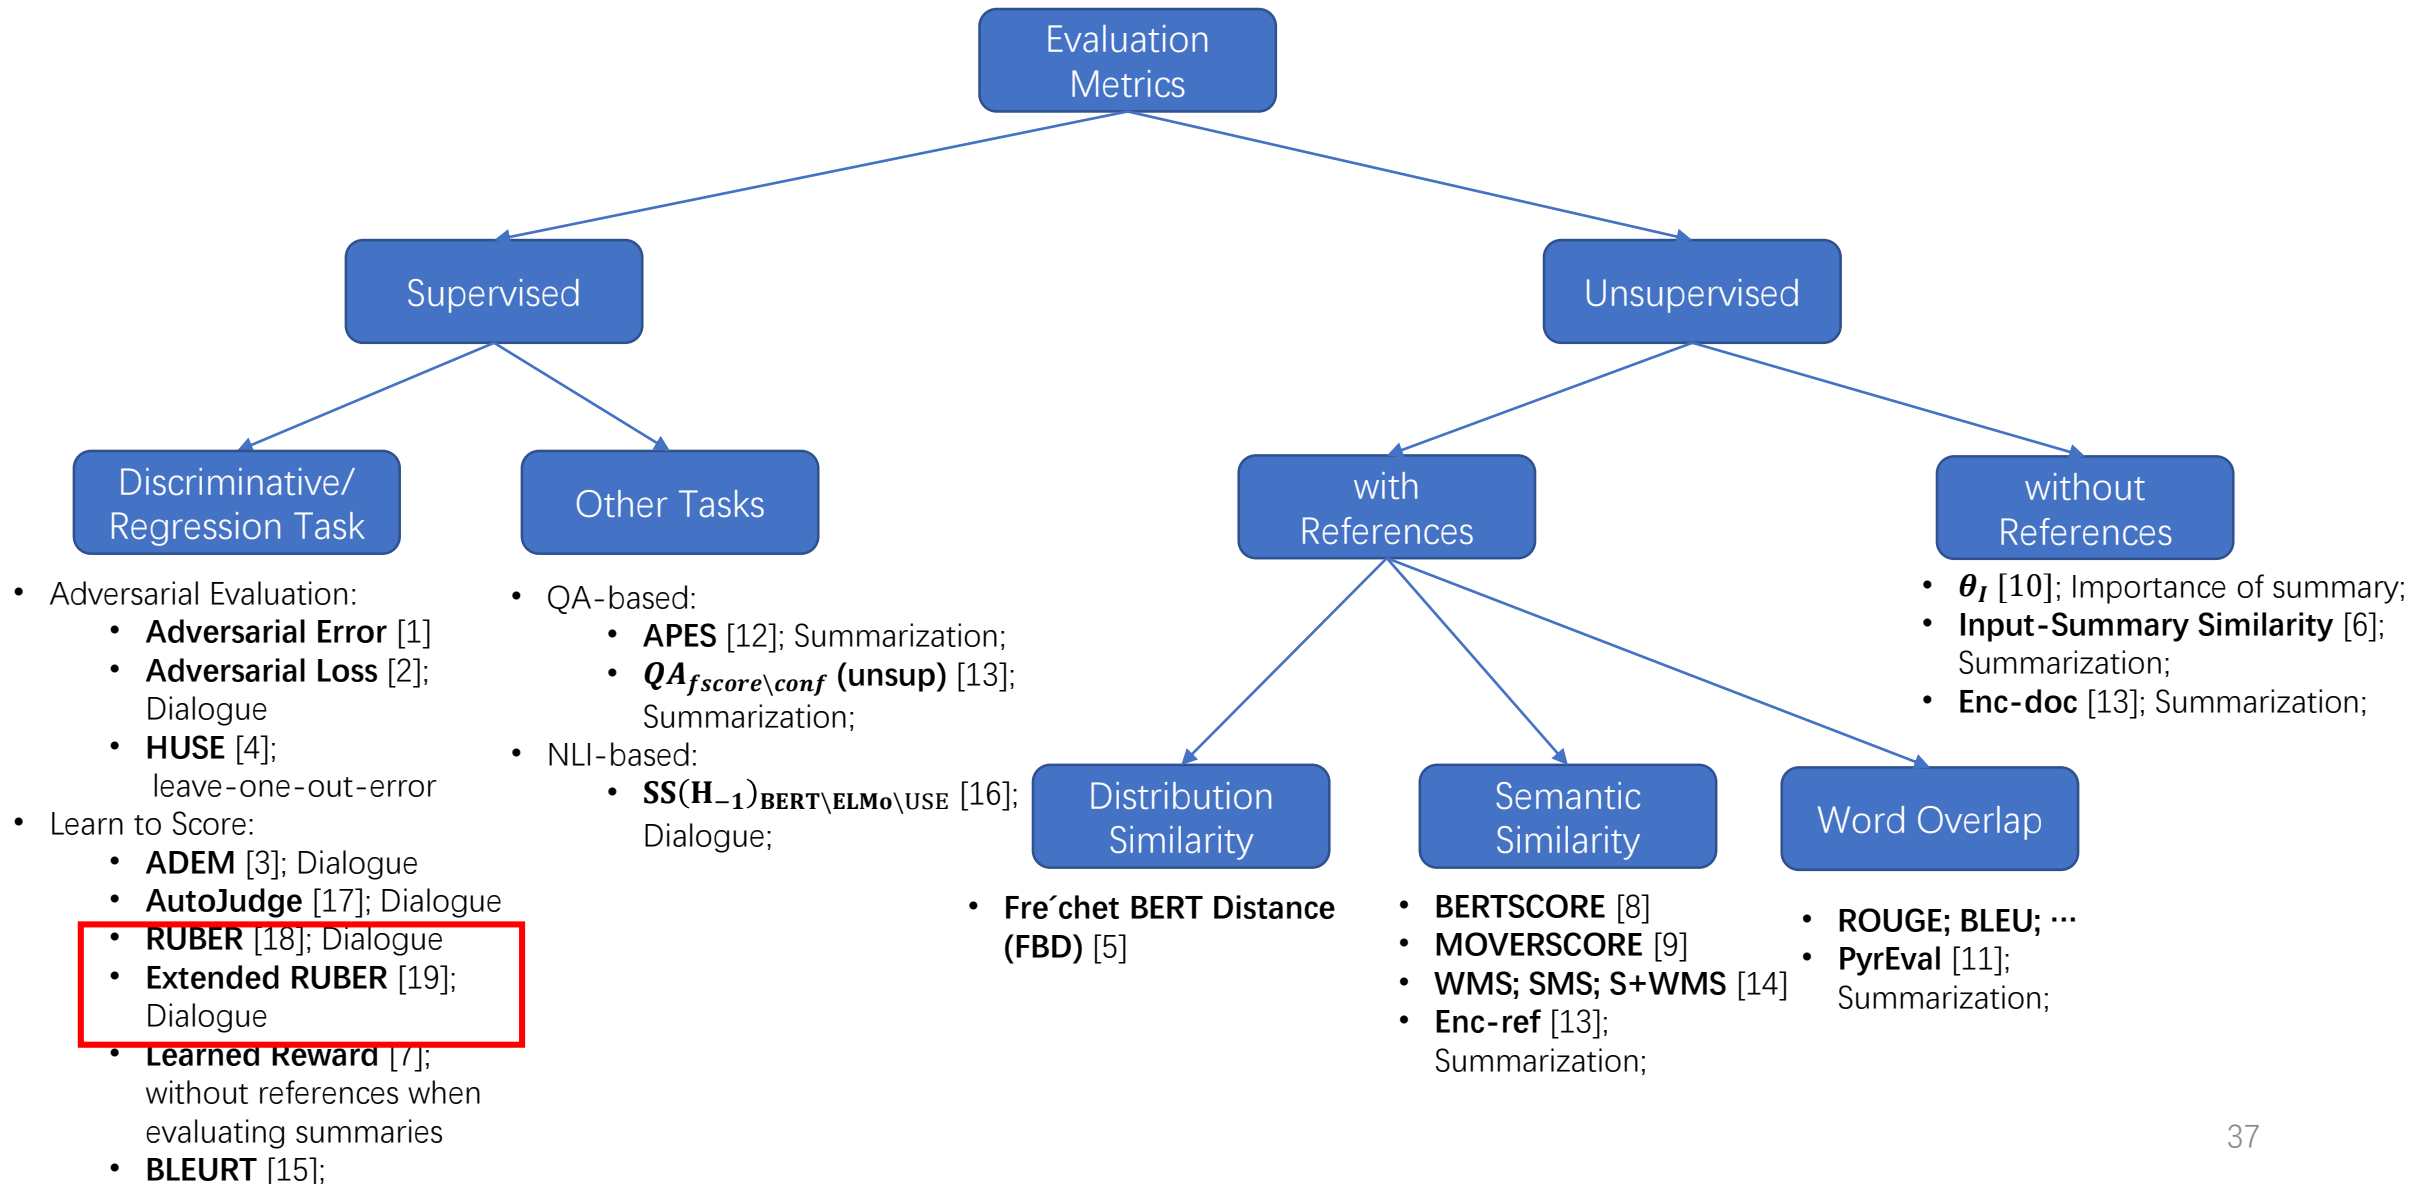 Evaluation
Metrics
Supervised
Unsupervised
Discriminative/
Regression Task
Other Tasks
with
References
without
References
• Adversarial Evaluation:
• Adversarial Error [1]
• Adversarial Loss [2];
Dialogue
• HUSE [4];
leave-one-out-error
• Learn to Score:
• ADEM [3]; Dialogue
• AutoJudge [17]; Dialogue
• RUBER [18]; Dialogue
• Extended RUBER [19];
Dialogue
• Learned Reward [7];
without references when
evaluating summaries
• BLEURT [15];
• QA-based:
• APES [12]; Summarization;
• QA_{fscore\conf} (unsup) [13];
Summarization;
• NLI-based:
• SS(H_{−1})_{BERT\ELMo\USE} [16];
Dialogue;
• θ_I [10]; Importance of summary;
• Input-Summary Similarity [6];
Summarization;
• Enc-doc [13]; Summarization;
Distribution
Similarity
Semantic
Similarity
Word Overlap
• Fre´chet BERT Distance
(FBD) [5]
• BERTSCORE [8]
• MOVERSCORE [9]
• WMS; SMS; S+WMS [14]
• Enc-ref [13];
Summarization;
• ROUGE; BLEU; ···
• PyrEval [11];
Summarization;
37